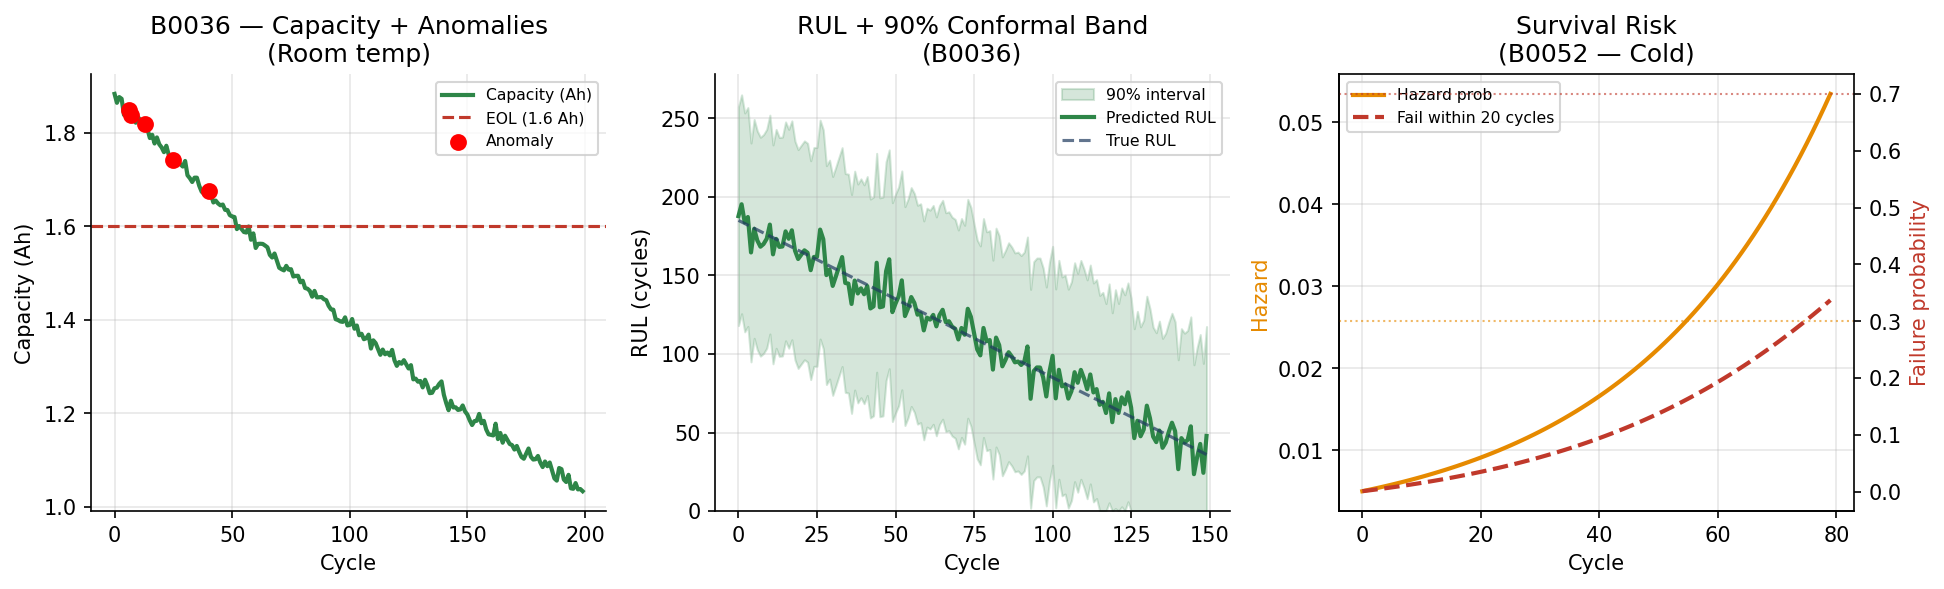 B0036 — Capacity + Anomalies
(Room temp)
Capacity (Ah)
EOL (1.6 Ah)
Anomaly
1.8
1.6
1.4
1.2
1.0
Capacity (Ah)
0 50 100 150 200
Cycle
RUL + 90% Conformal Band
(B0036)
90% interval
Predicted RUL
True RUL
250
200
150
100
50
0
RUL (cycles)
0 25 50 75 100 125 150
Cycle
Survival Risk
(B0052 — Cold)
Hazard prob
Fail within 20 cycles
0.05
0.04
0.03
0.02
0.01
Hazard
0 20 40 60 80
Cycle
0.7
0.6
0.5
0.4
0.3
0.2
0.1
0.0
Failure probability